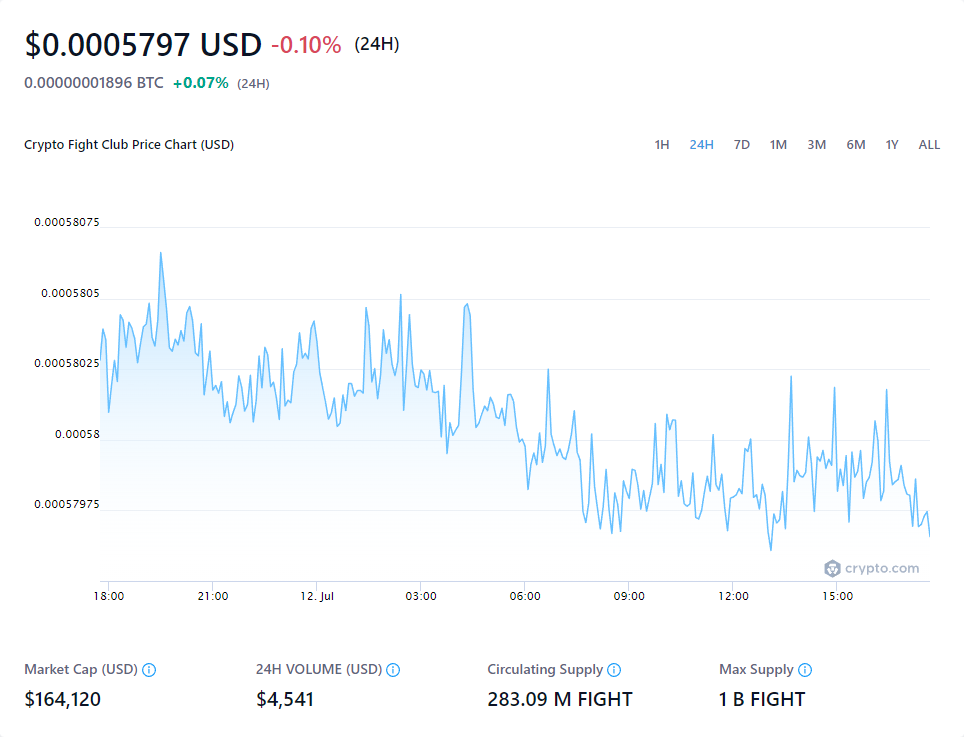 $0.0005797 USD -0.10% (24H)
0.00000001896 BTC +0.07% (24H)
Crypto Fight Club Price Chart (USD) 1H 24H 7D 1M 3M 6M 1Y ALL
0.00058075
0.0005805
0.00058025
0.00058
0.00057975
crypto.com
18:00 21:00 12. Jul 03:00 06:00 09:00 12:00 15:00
Market Cap (USD) 24H VOLUME (USD) Circulating Supply Max Supply
$164,120 $4,541 283.09 M FIGHT 1 B FIGHT